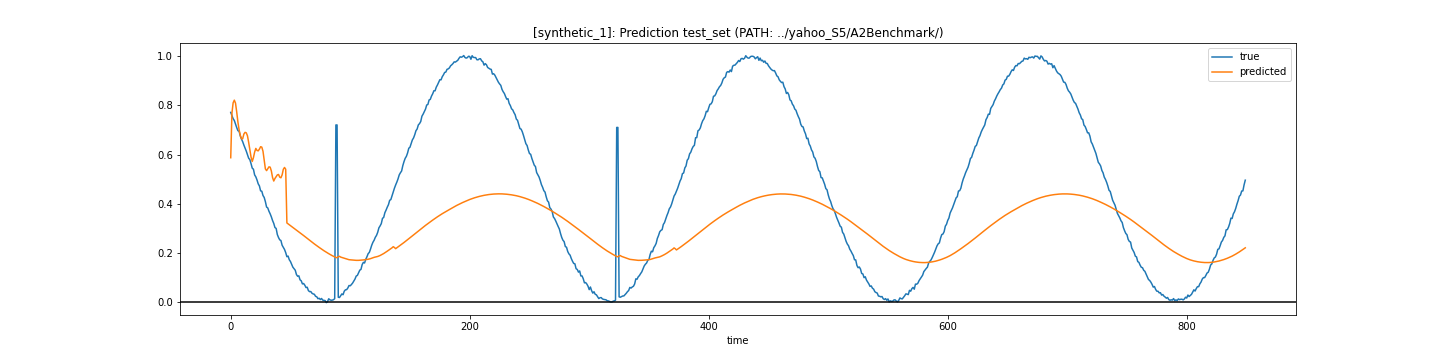 [synthetic_1]: Prediction test_set (PATH: ../yahoo_S5/A2Benchmark/)
true
predicted
1.0
0.8
0.6
0.4
0.2
0.0
0 200 400 600 800
time